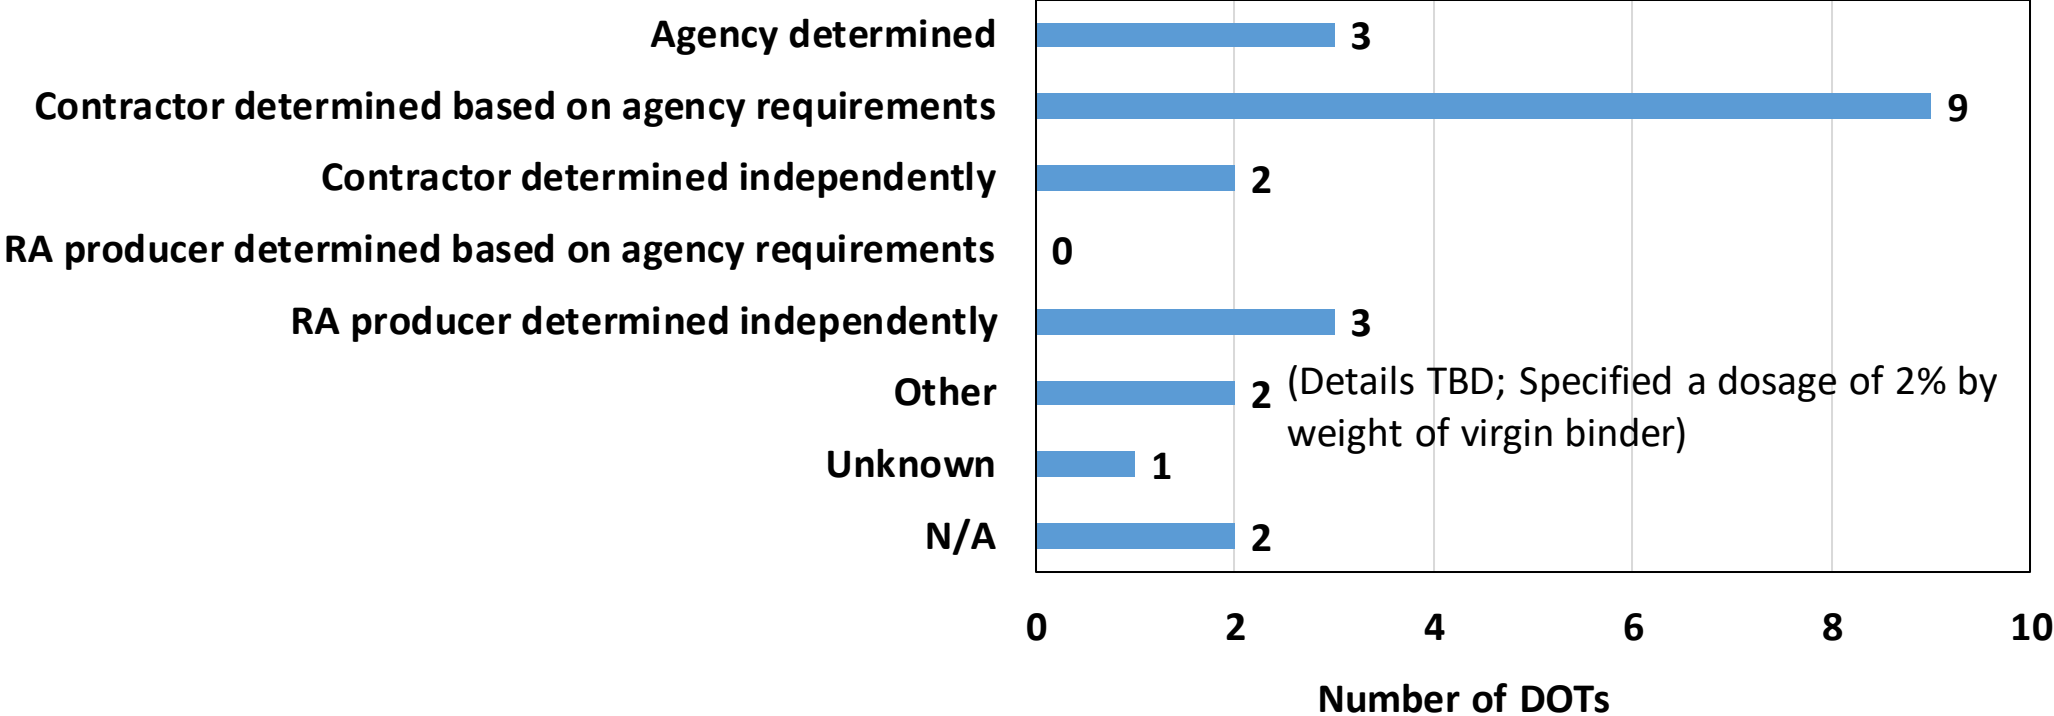 Agency determined 3
Contractor determined based on agency requirements 9
Contractor determined independently 2
RA producer determined based on agency requirements 0
RA producer determined independently 3
Other 2 (Details TBD; Specified a dosage of 2% by
weight of virgin binder)
Unknown 1
N/A 2
0 2 4 6 8 10
Number of DOTs